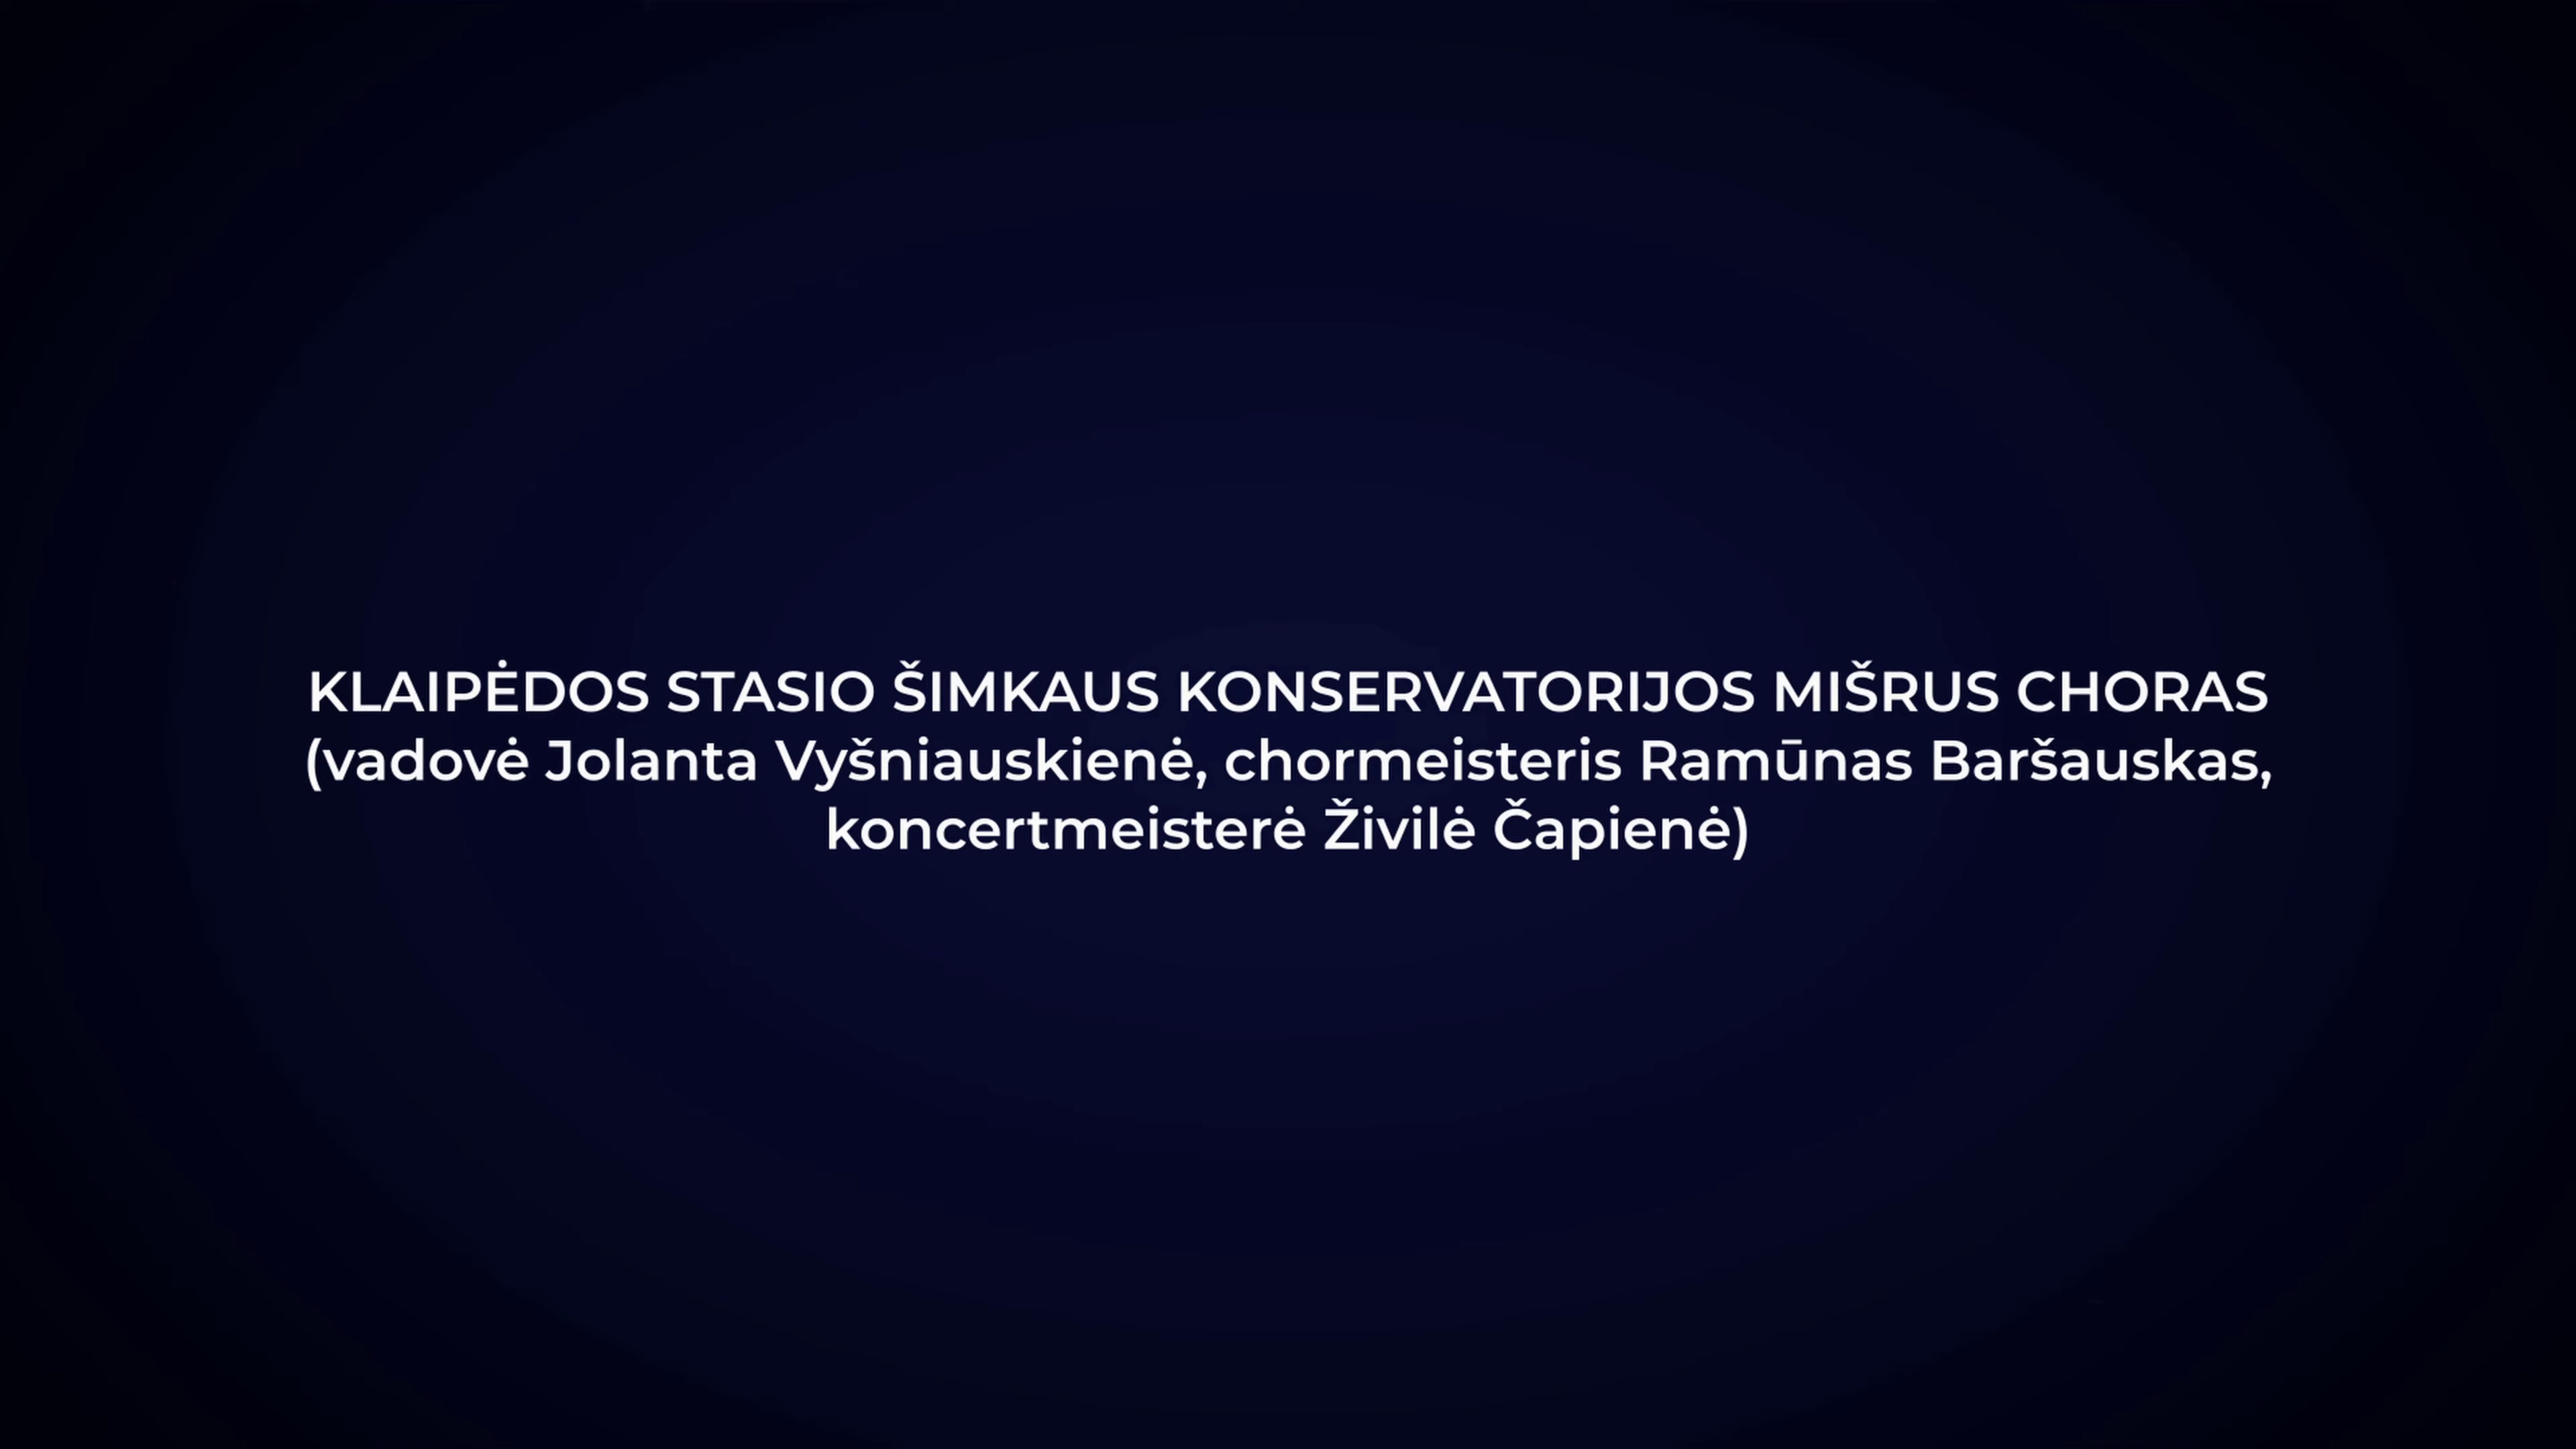 KLAIPĖDOS STASIO ŠIMKAUS KONSERVATORIJOS MIŠRUS CHORAS
(vadovė Jolanta Vyšniauskienė, chormeisteris Ramūnas Baršauskas,
koncertmeisterė Živilė Čapienė)